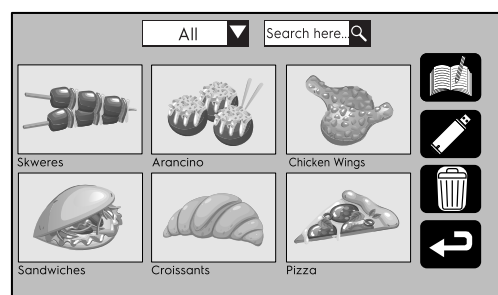 All
Search here...
Skweres
Arancino
Chicken Wings
Sandwiches
Croissants
Pizza